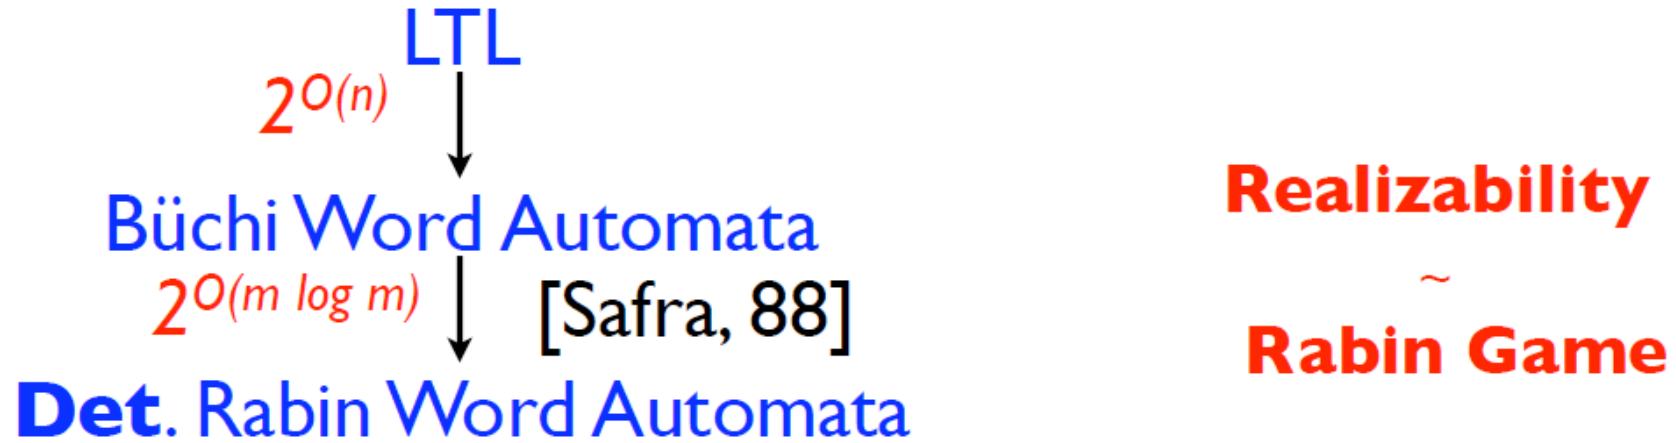 LTL
2^O(n)
Büchi Word Automata
2^O(m log m) [Safra, 88]
Det. Rabin Word Automata
Realizability
~
Rabin Game